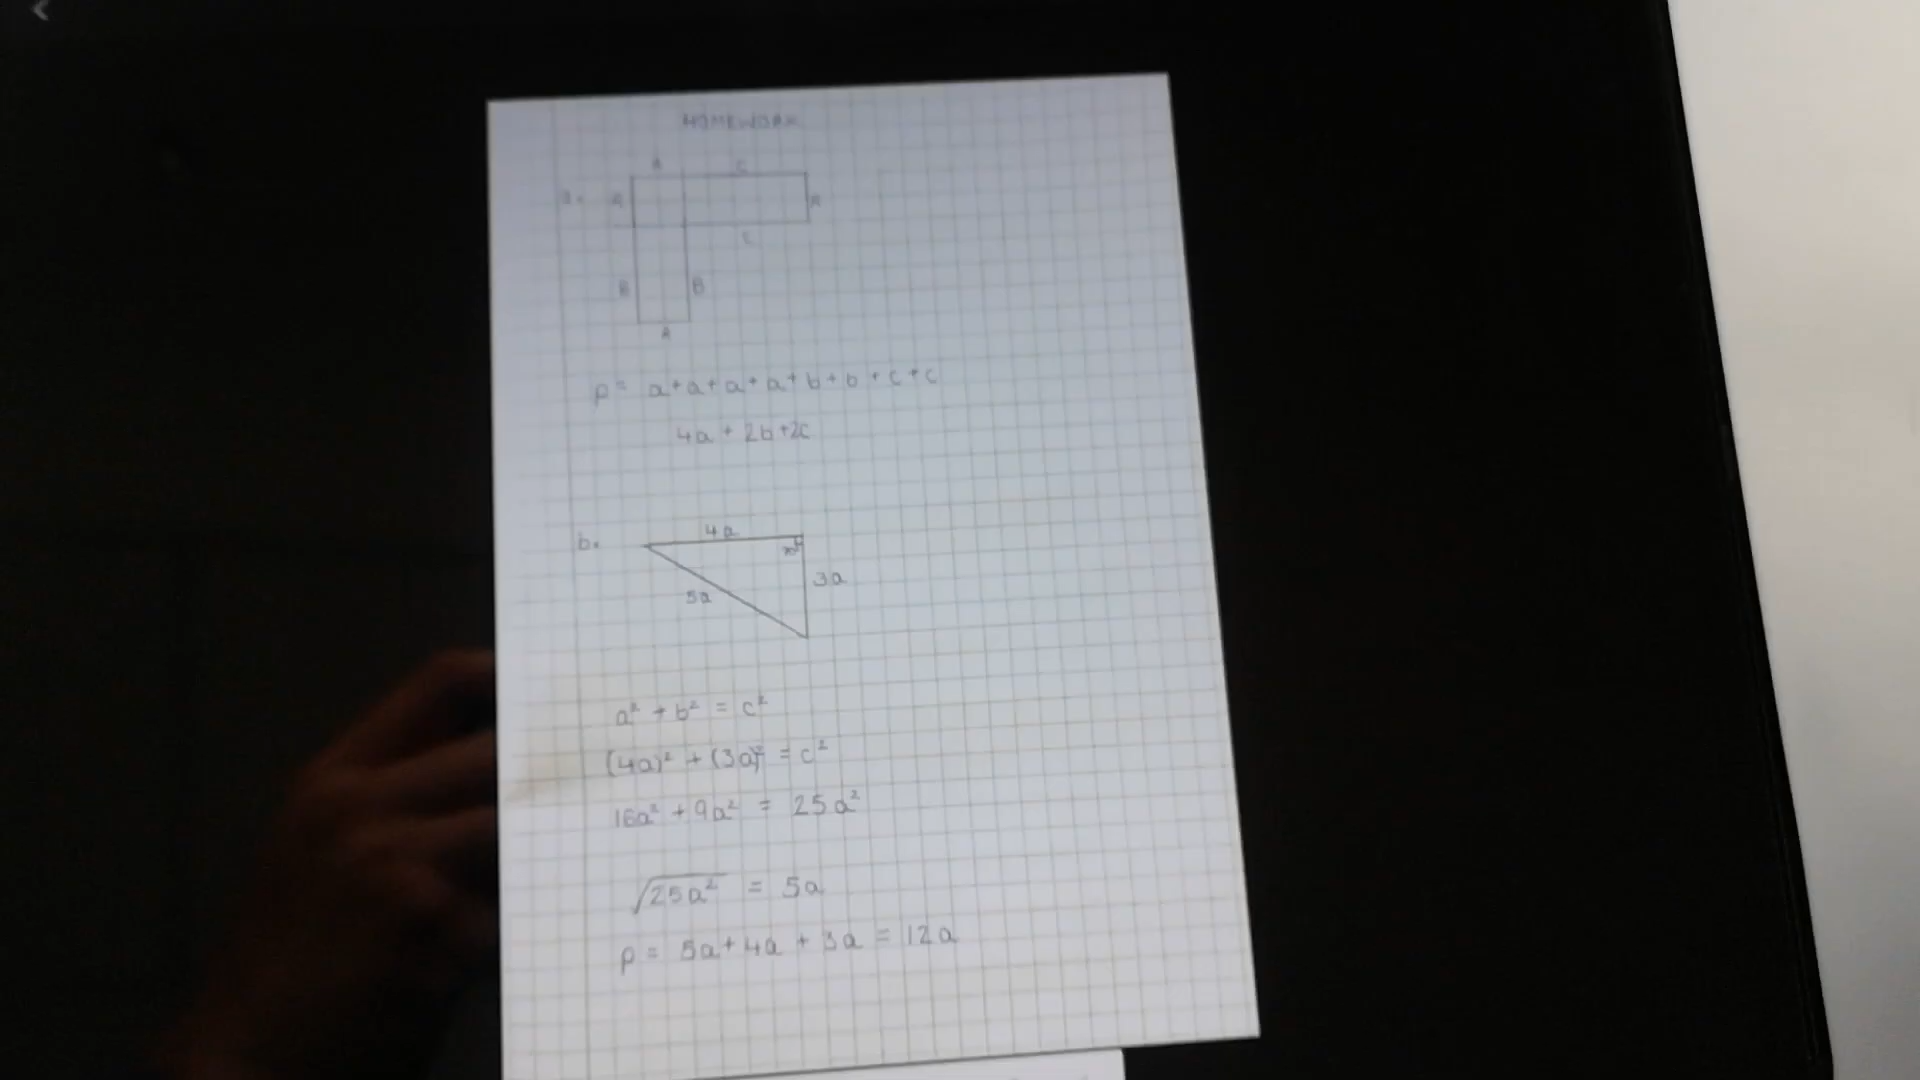 HOMEWORK
A C
a. A A
C
B B
A
p = a+a+a+a+b+b+c+c
4a + 2b+2c
b. 4a
3a
5a
a² + b² = c²
(4a)² + (3a)² = c²
16a² + 9a² = 25a²
√25a² = 5a
p = 5a+4a + 3a = 12a